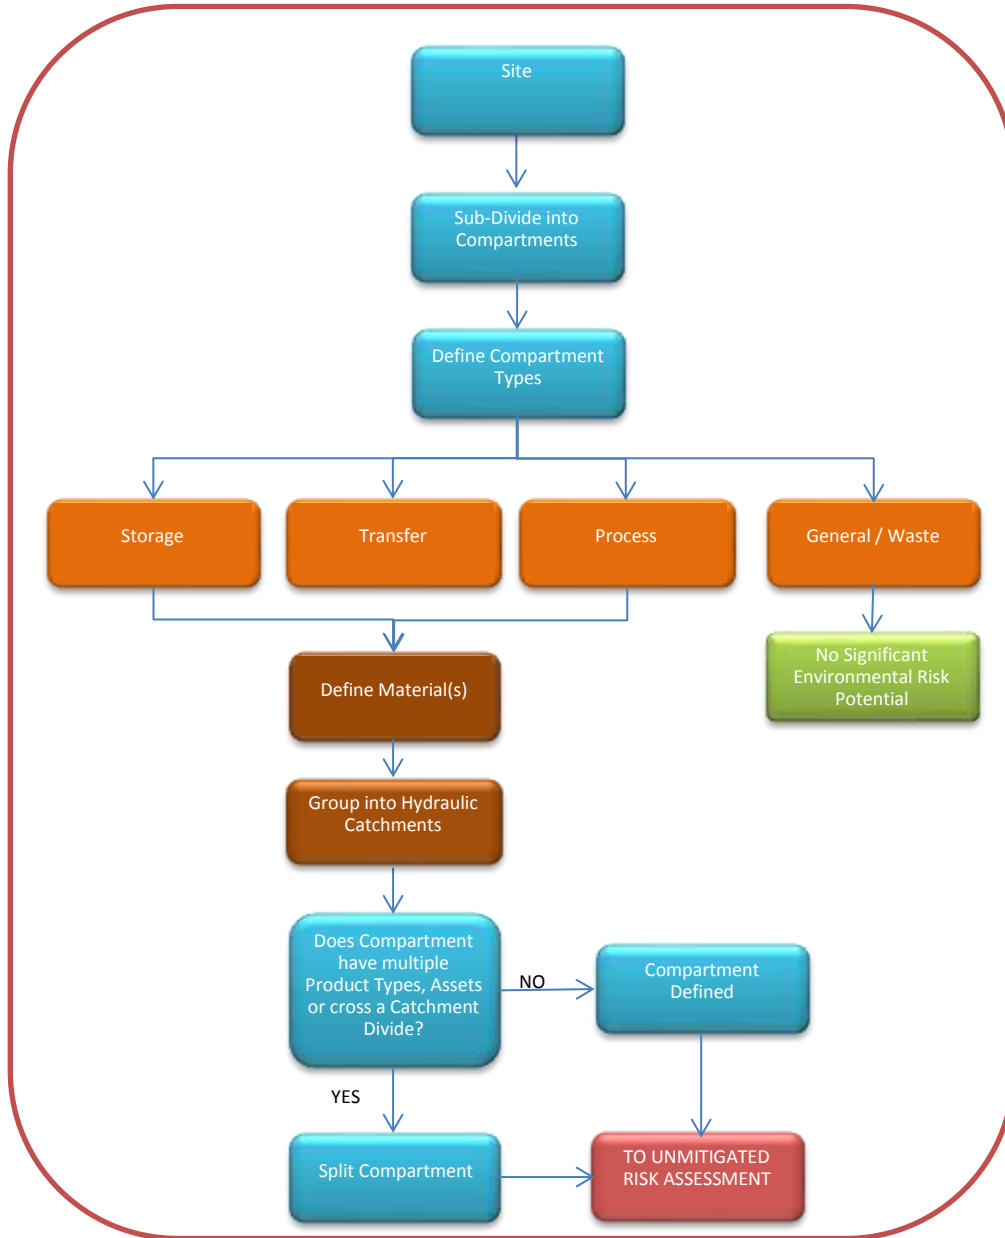 Site
Sub-Divide into
Compartments
Define Compartment
Types
Storage
Transfer
Process
General / Waste
No Significant
Environmental Risk
Potential
Define Material(s)
Group into Hydraulic
Catchments
Does Compartment
have multiple
Product Types, Assets
or cross a Catchment
Divide?
NO
Compartment
Defined
YES
Split Compartment
TO UNMITIGATED
RISK ASSESSMENT